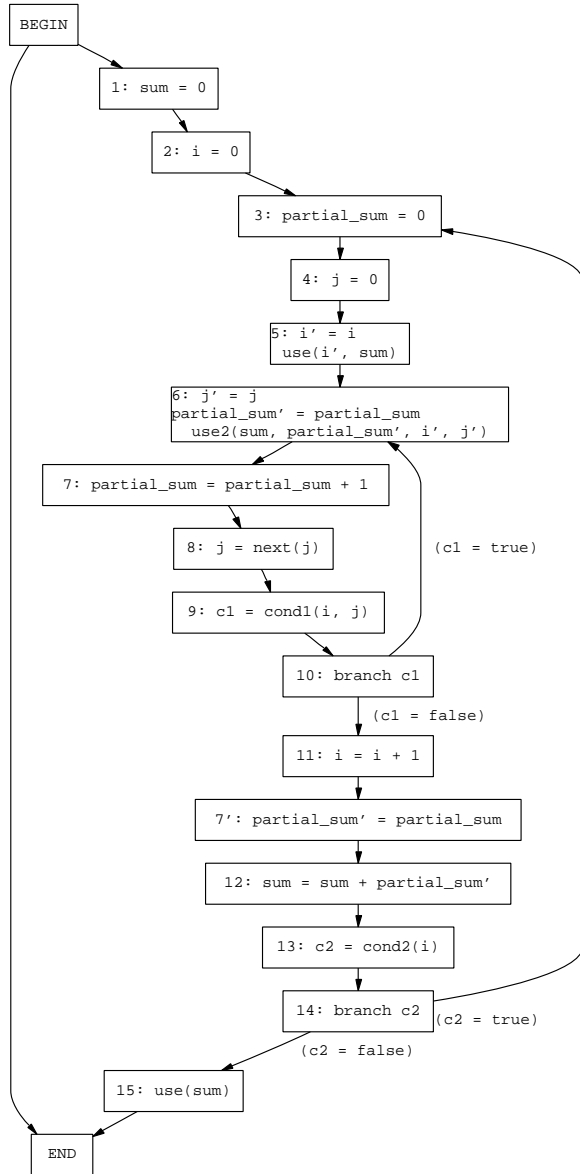 BEGIN
1: sum = 0
2: i = 0
3: partial_sum = 0
4: j = 0
5: i' = i
use(i', sum)
6: j' = j
partial_sum' = partial_sum
use2(sum, partial_sum', i', j')
7: partial_sum = partial_sum + 1
8: j = next(j)
(c1 = true)
9: c1 = cond1(i, j)
10: branch c1
(c1 = false)
11: i = i + 1
7': partial_sum' = partial_sum
12: sum = sum + partial_sum'
13: c2 = cond2(i)
14: branch c2
(c2 = true)
(c2 = false)
15: use(sum)
END